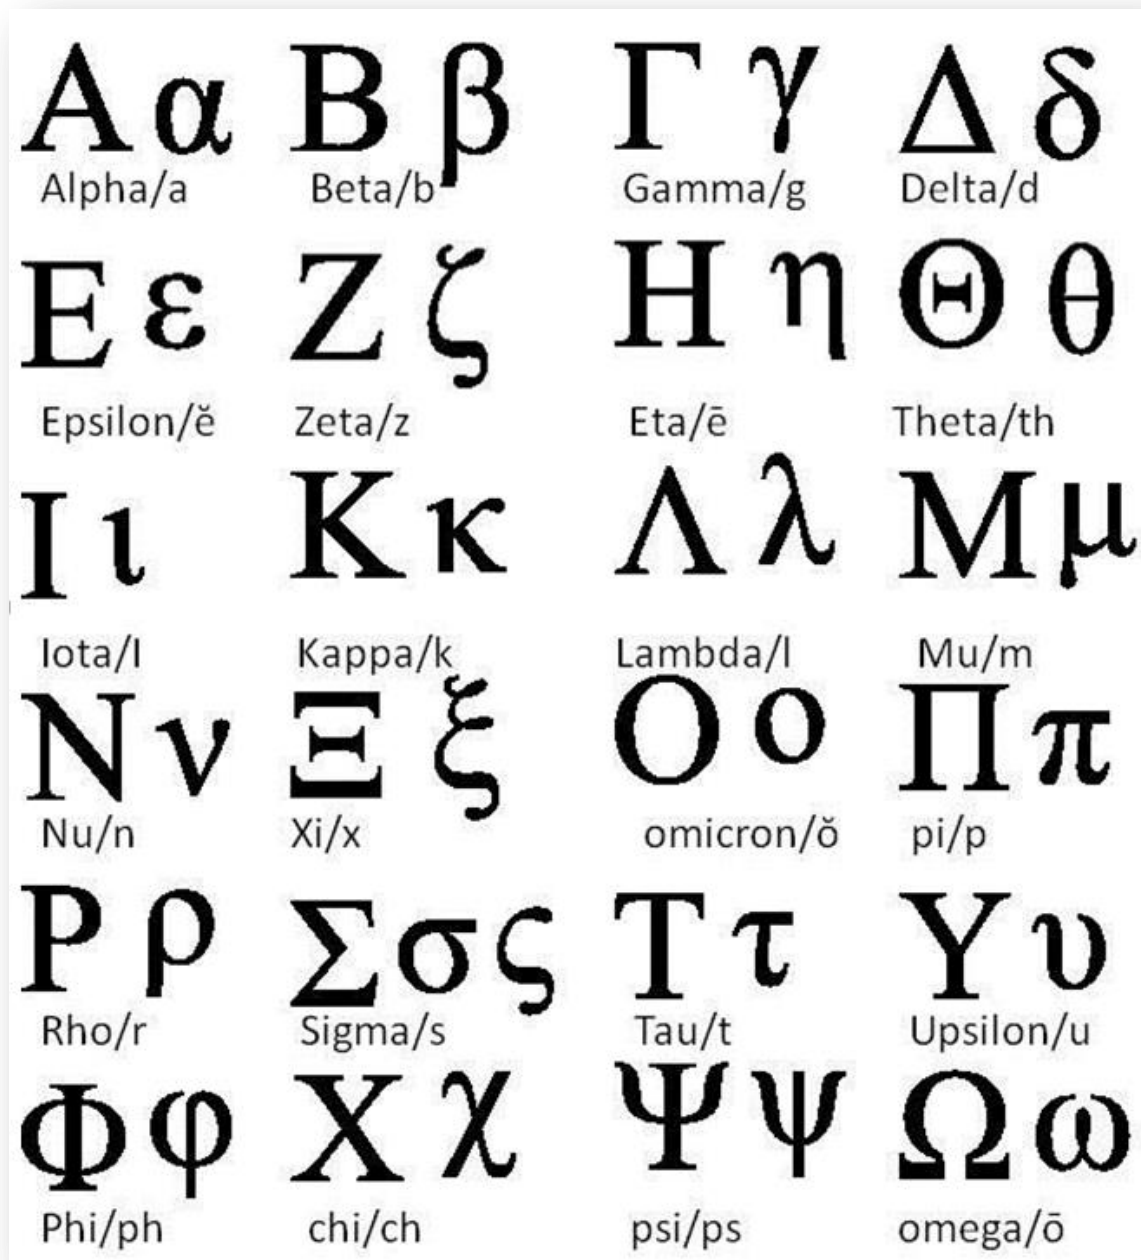 Α α Β β Γ γ Δ δ
Alpha/a Beta/b Gamma/g Delta/d
Ε ε Ζ ζ Η η Θ θ
Epsilon/ĕ Zeta/z Eta/ē Theta/th
Ι ι Κ κ Λ λ Μ μ
Iota/I Kappa/k Lambda/l Mu/m
Ν ν Ξ ξ Ο ο Π π
Nu/n Xi/x omicron/ŏ pi/p
Ρ ρ Σ σ ς Τ τ Υ υ
Rho/r Sigma/s Tau/t Upsilon/u
Φ φ Χ χ Ψ ψ Ω ω
Phi/ph chi/ch psi/ps omega/ō